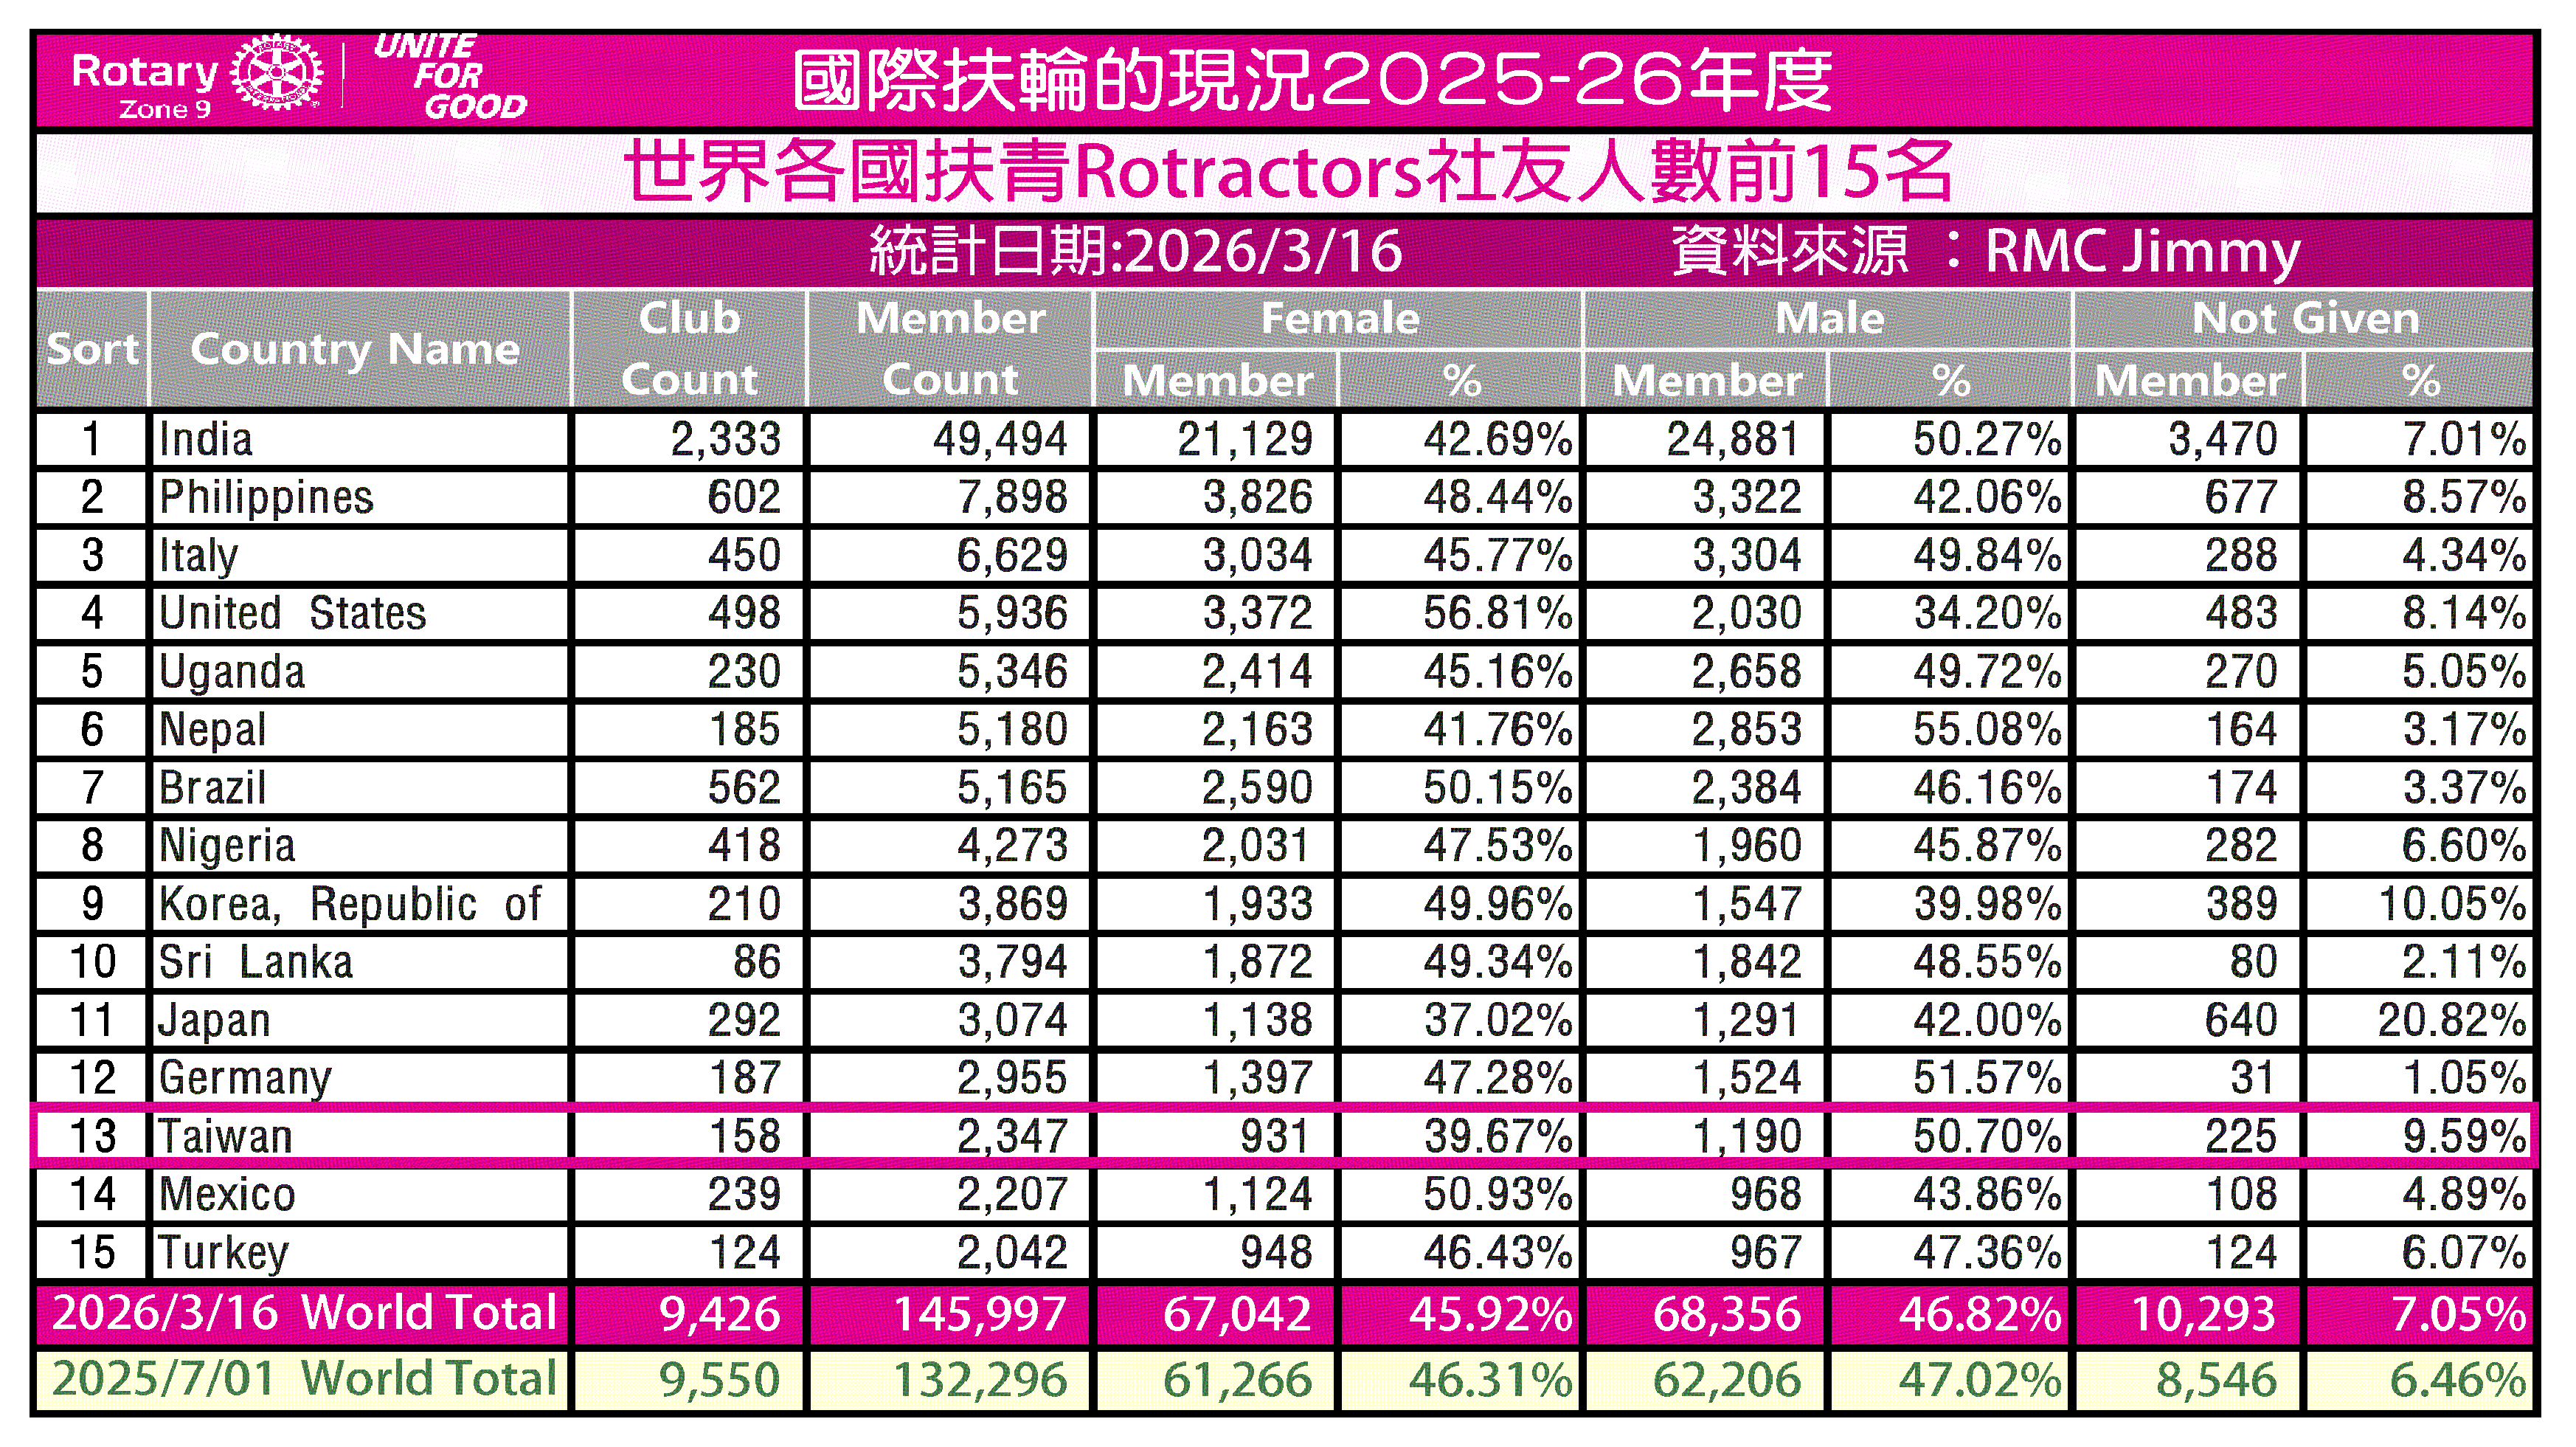 Rotary
Zone 9
UNITE
FOR
GOOD
國際扶輪的現況2025-26年度
世界各國扶青Rotractors社友人數前15名
統計日期:2026/3/16 資料來源 : RMC Jimmy
Sort Country Name Club Count Member Count Female Male Not Given
Member % Member % Member %
1 India 2,333 49,494 21,129 42.69% 24,881 50.27% 3,470 7.01%
2 Philippines 602 7,898 3,826 48.44% 3,322 42.06% 677 8.57%
3 Italy 450 6,629 3,034 45.77% 3,304 49.84% 288 4.34%
4 United States 498 5,936 3,372 56.81% 2,030 34.20% 483 8.14%
5 Uganda 230 5,346 2,414 45.16% 2,658 49.72% 270 5.05%
6 Nepal 185 5,180 2,163 41.76% 2,853 55.08% 164 3.17%
7 Brazil 562 5,165 2,590 50.15% 2,384 46.16% 174 3.37%
8 Nigeria 418 4,273 2,031 47.53% 1,960 45.87% 282 6.60%
9 Korea, Republic of 210 3,869 1,933 49.96% 1,547 39.98% 389 10.05%
10 Sri Lanka 86 3,794 1,872 49.34% 1,842 48.55% 80 2.11%
11 Japan 292 3,074 1,138 37.02% 1,291 42.00% 640 20.82%
12 Germany 187 2,955 1,397 47.28% 1,524 51.57% 31 1.05%
13 Taiwan 158 2,347 931 39.67% 1,190 50.70% 225 9.59%
14 Mexico 239 2,207 1,124 50.93% 968 43.86% 108 4.89%
15 Turkey 124 2,042 948 46.43% 967 47.36% 124 6.07%
2026/3/16 World Total 9,426 145,997 67,042 45.92% 68,356 46.82% 10,293 7.05%
2025/7/01 World Total 9,550 132,296 61,266 46.31% 62,206 47.02% 8,546 6.46%